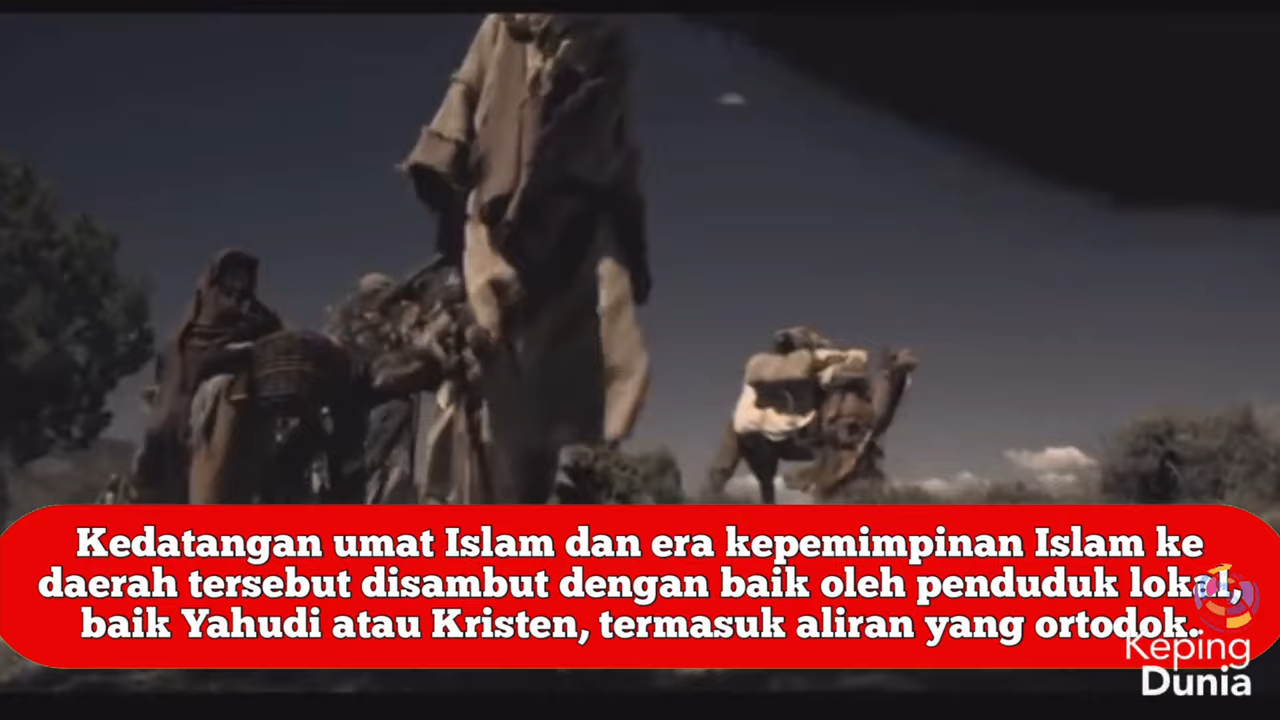 Kedatangan umat Islam dan era kepemimpinan Islam ke
daerah tersebut disambut dengan baik oleh penduduk lokal,
baik Yahudi atau Kristen, termasuk aliran yang ortodok.
Keping
Dunia